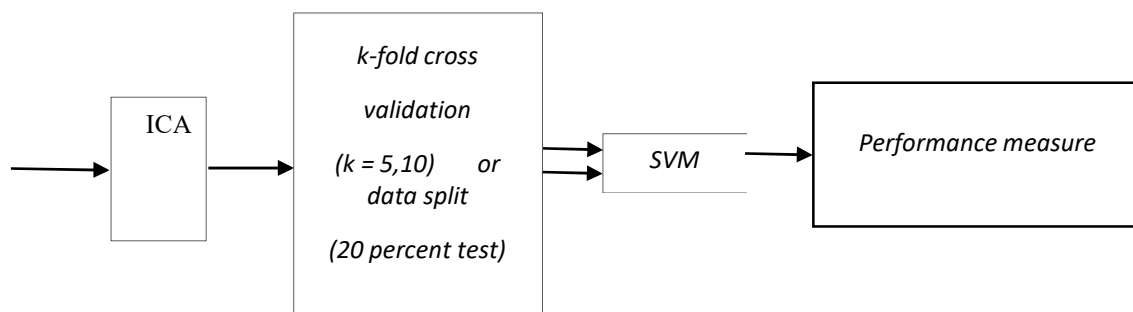 ICA
k-fold cross
validation
(k = 5,10) or
data split
(20 percent test)
SVM
Performance measure